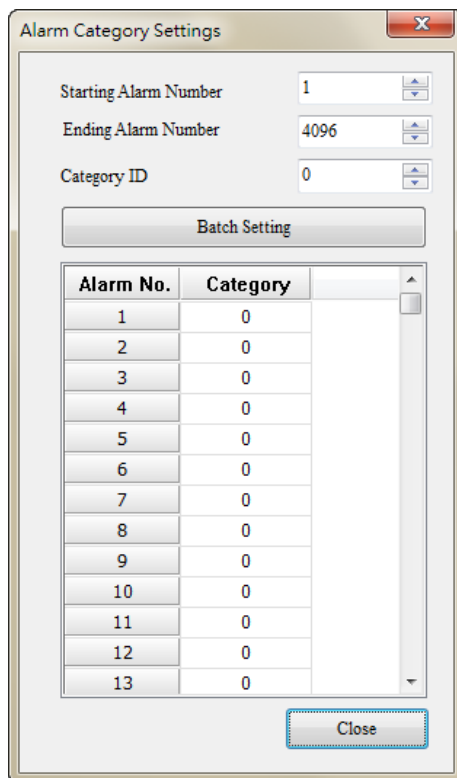 Alarm Category Settings
Starting Alarm Number 1
Ending Alarm Number 4096
Category ID 0
Batch Setting
Alarm No. Category
1 0
2 0
3 0
4 0
5 0
6 0
7 0
8 0
9 0
10 0
11 0
12 0
13 0
Close